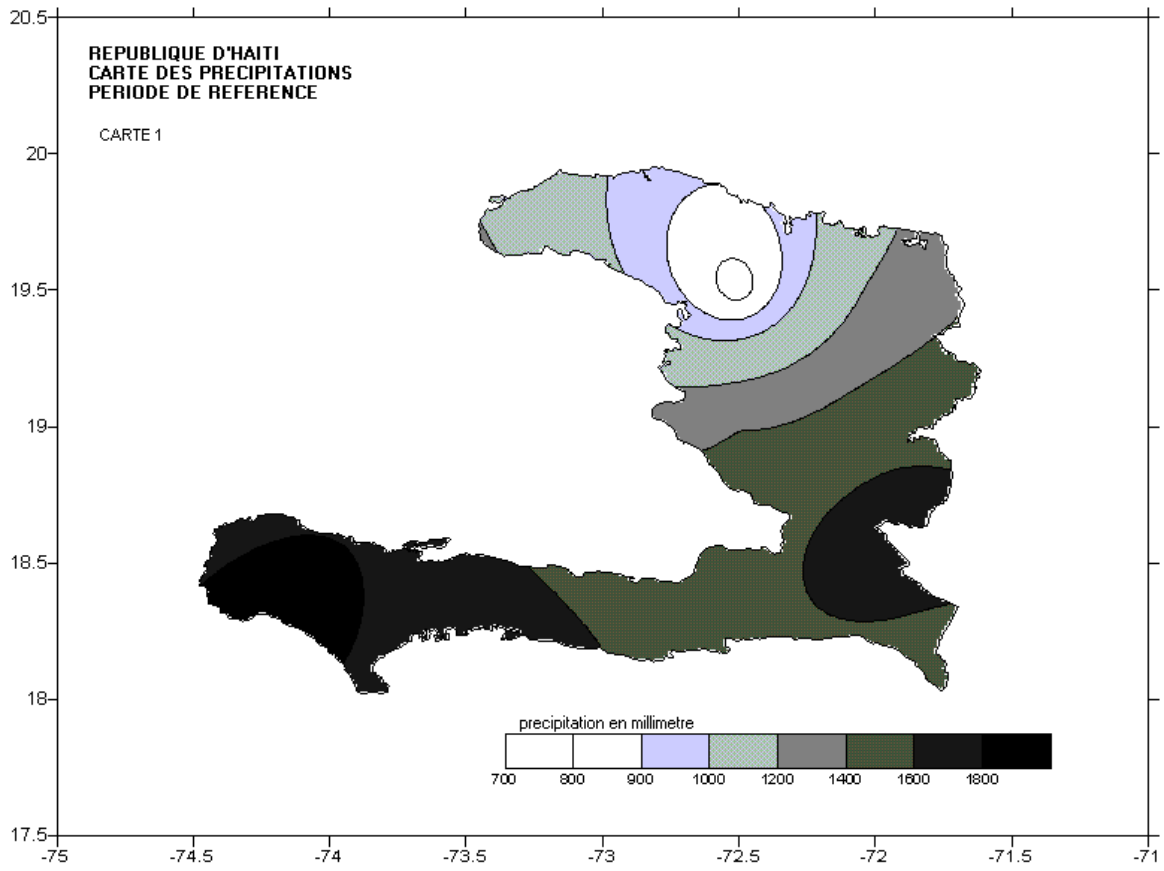 REPUBLIQUE D'HAITI
CARTE DES PRECIPITATIONS
PERIODE DE REFERENCE
CARTE 1
20.5
20
19.5
19
18.5
18
17.5
precipitation en millimetre
700 800 900 1000 1200 1400 1600 1800
-75 -74.5 -74 -73.5 -73 -72.5 -72 -71.5 -71